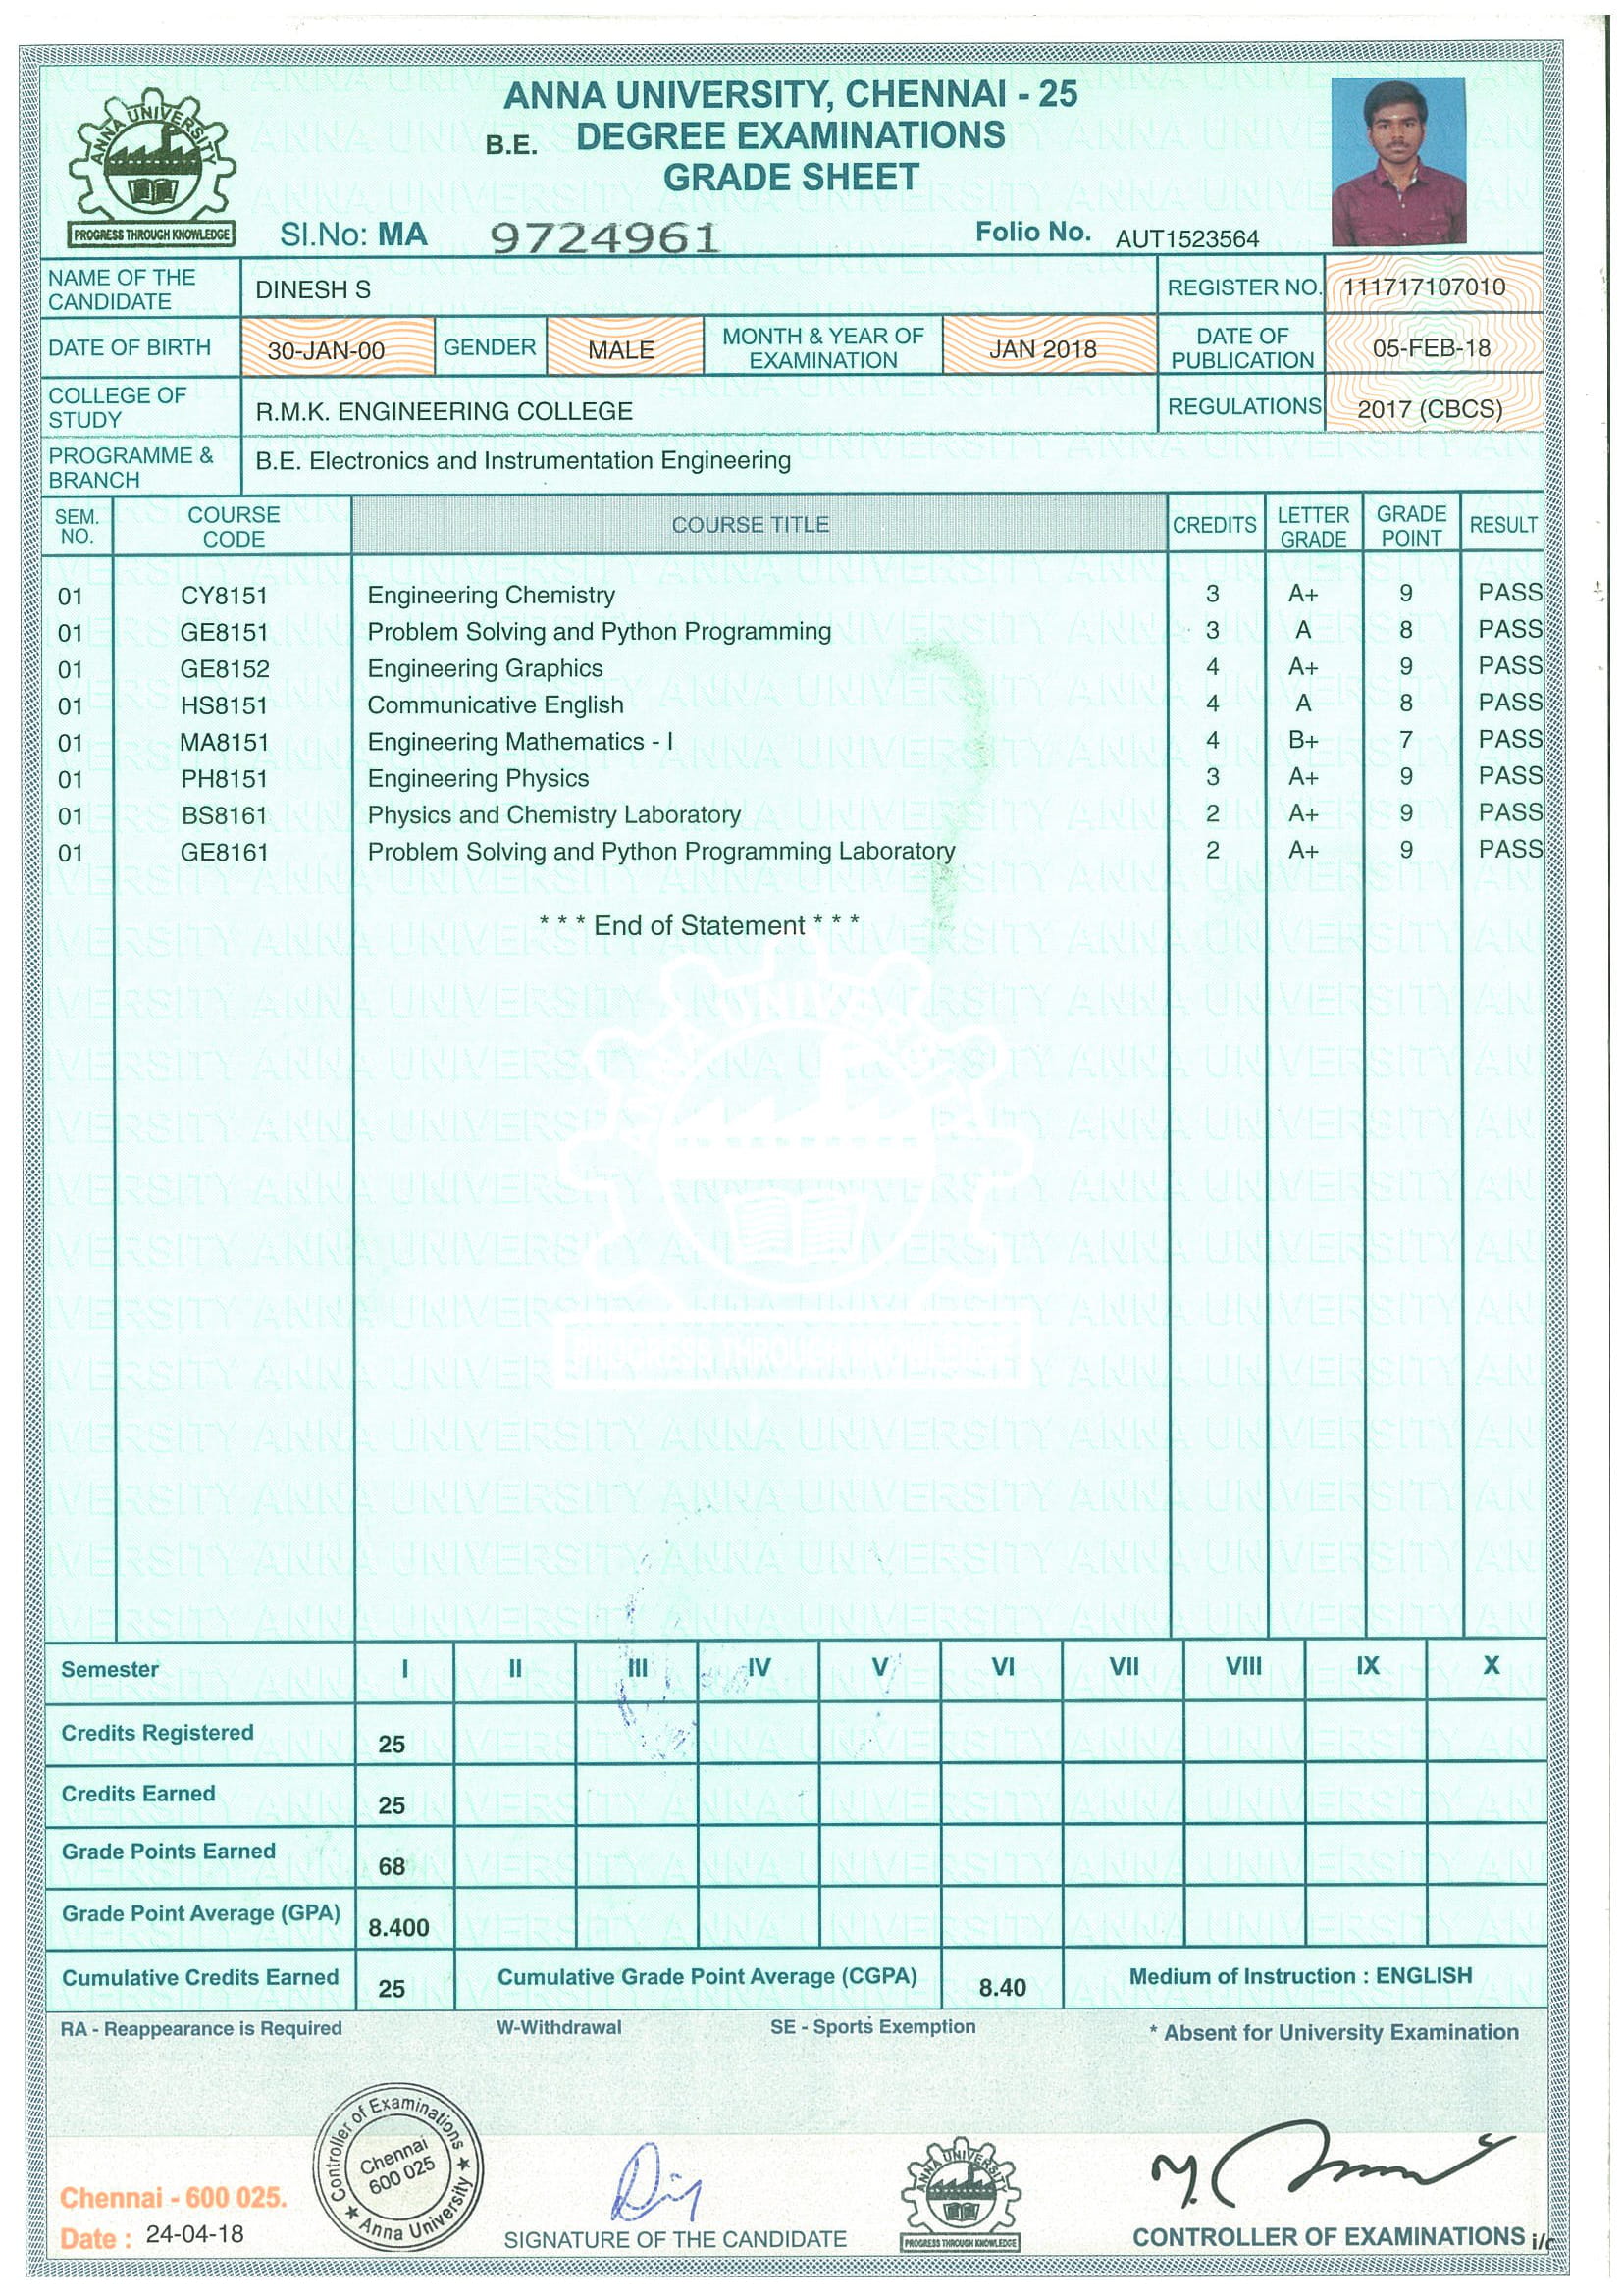 ANNA UNIVERSITY, CHENNAI - 25
B.E. DEGREE EXAMINATIONS
GRADE SHEET
ANNA UNIVERSITY
PROGRESS THROUGH KNOWLEDGE
Sl.No: MA 9724961 Folio No. AUT1523564
NAME OF THE CANDIDATE DINESH S REGISTER NO. 111717107010
DATE OF BIRTH 30-JAN-00 GENDER MALE MONTH & YEAR OF EXAMINATION JAN 2018 DATE OF PUBLICATION 05-FEB-18
COLLEGE OF STUDY R.M.K. ENGINEERING COLLEGE REGULATIONS 2017 (CBCS)
PROGRAMME & BRANCH B.E. Electronics and Instrumentation Engineering
SEM. NO. COURSE CODE COURSE TITLE CREDITS LETTER GRADE GRADE POINT RESULT
01 CY8151 Engineering Chemistry 3 A+ 9 PASS
01 GE8151 Problem Solving and Python Programming 3 A 8 PASS
01 GE8152 Engineering Graphics 4 A+ 9 PASS
01 HS8151 Communicative English 4 A 8 PASS
01 MA8151 Engineering Mathematics - I 4 B+ 7 PASS
01 PH8151 Engineering Physics 3 A+ 9 PASS
01 BS8161 Physics and Chemistry Laboratory 2 A+ 9 PASS
01 GE8161 Problem Solving and Python Programming Laboratory 2 A+ 9 PASS
* * * End of Statement * * *
Semester I II III IV V VI VII VIII IX X
Credits Registered 25
Credits Earned 25
Grade Points Earned 68
Grade Point Average (GPA) 8.400
Cumulative Credits Earned 25 Cumulative Grade Point Average (CGPA) 8.40 Medium of Instruction : ENGLISH
RA - Reappearance is Required W-Withdrawal SE - Sports Exemption * Absent for University Examination
Controller of Examinations ★ Anna University ★
Chennai
600 025
ANNA UNIVERSITY
PROGRESS THROUGH KNOWLEDGE
Chennai - 600 025.
Date : 24-04-18
SIGNATURE OF THE CANDIDATE
CONTROLLER OF EXAMINATIONS i/c